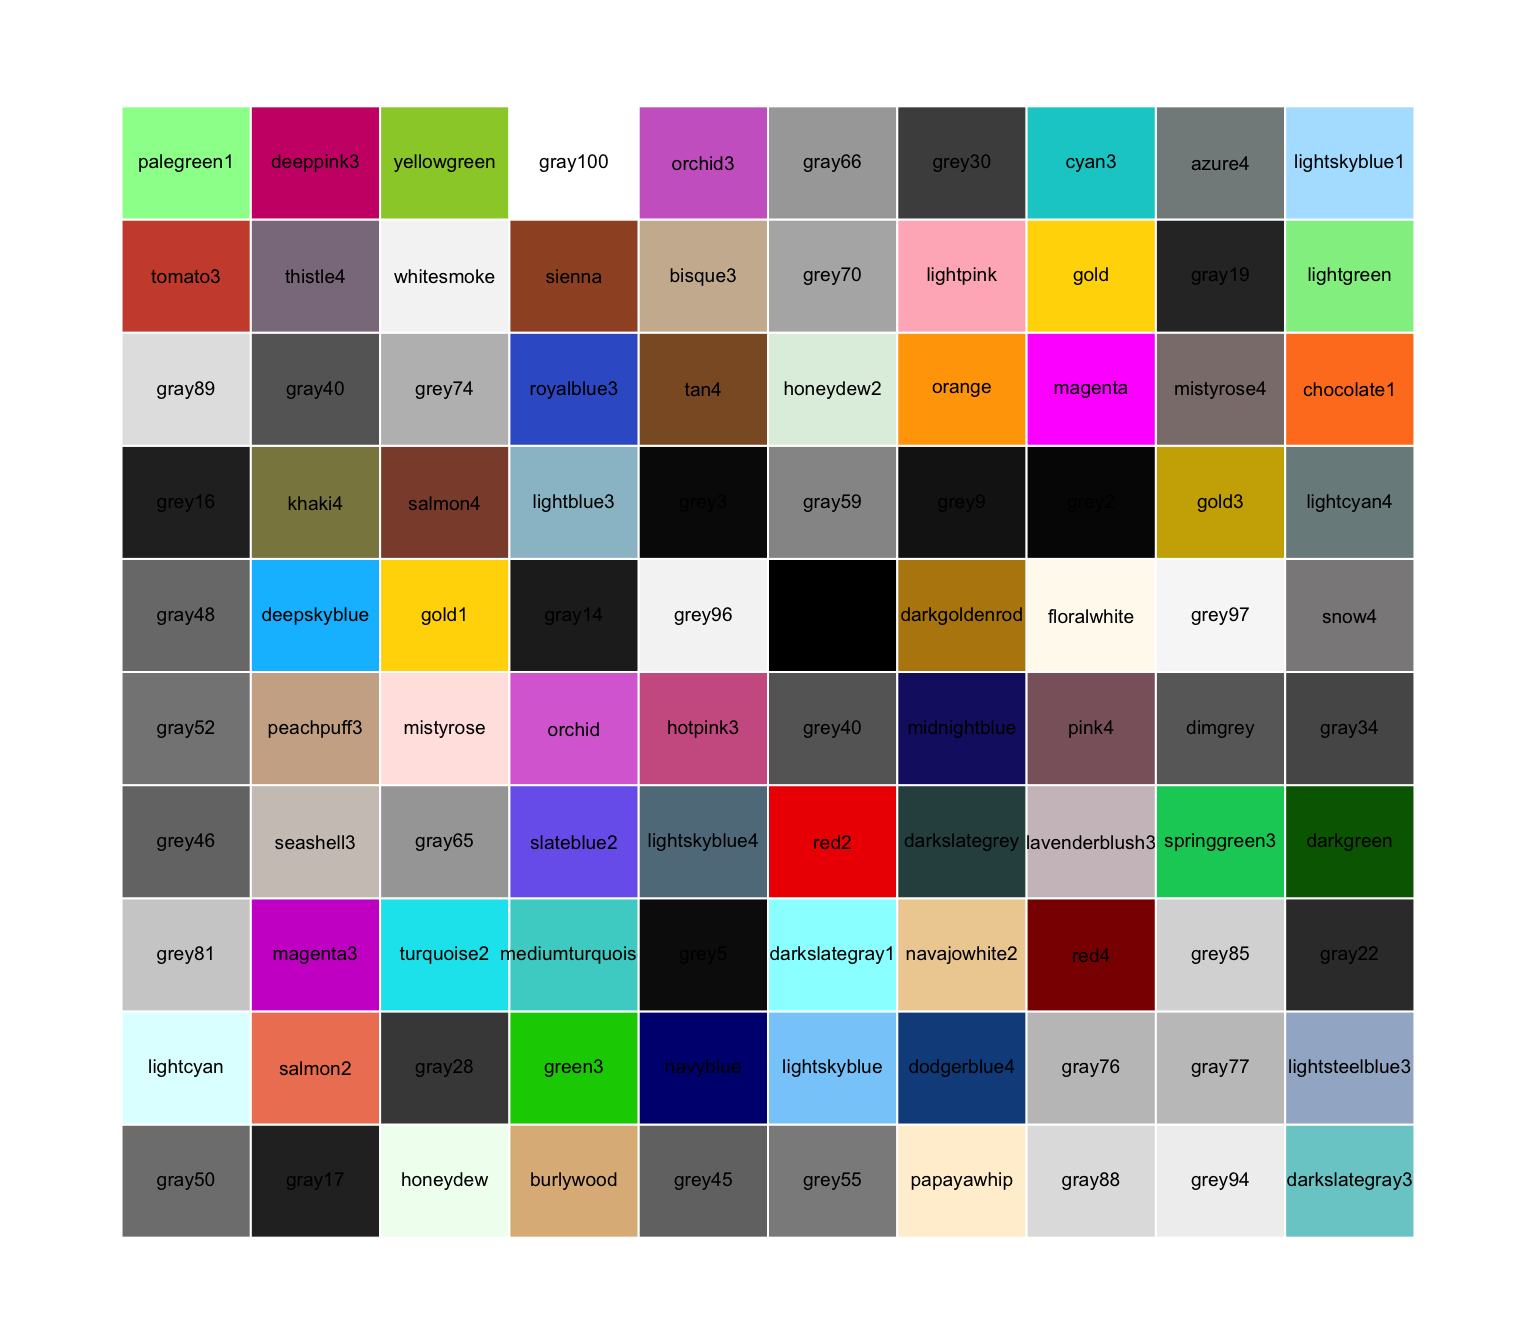 palegreen1 deeppink3 yellowgreen gray100 orchid3 gray66 grey30 cyan3 azure4 lightskyblue1
tomato3 thistle4 whitesmoke sienna bisque3 grey70 lightpink gold gray19 lightgreen
gray89 gray40 grey74 royalblue3 tan4 honeydew2 orange magenta mistyrose4 chocolate1
grey16 khaki4 salmon4 lightblue3 grey3 gray59 grey9 grey2 gold3 lightcyan4
gray48 deepskyblue gold1 gray14 grey96 darkgoldenrod floralwhite grey97 snow4
gray52 peachpuff3 mistyrose orchid hotpink3 grey40 midnightblue pink4 dimgrey gray34
grey46 seashell3 gray65 slateblue2 lightskyblue4 red2 darkslategrey lavenderblush3 springgreen3 darkgreen
grey81 magenta3 turquoise2 mediumturquois grey5 darkslategray1 navajowhite2 red4 grey85 gray22
lightcyan salmon2 gray28 green3 navyblue lightskyblue dodgerblue4 gray76 gray77 lightsteelblue3
gray50 gray17 honeydew burlywood grey45 grey55 papayawhip gray88 grey94 darkslategray3